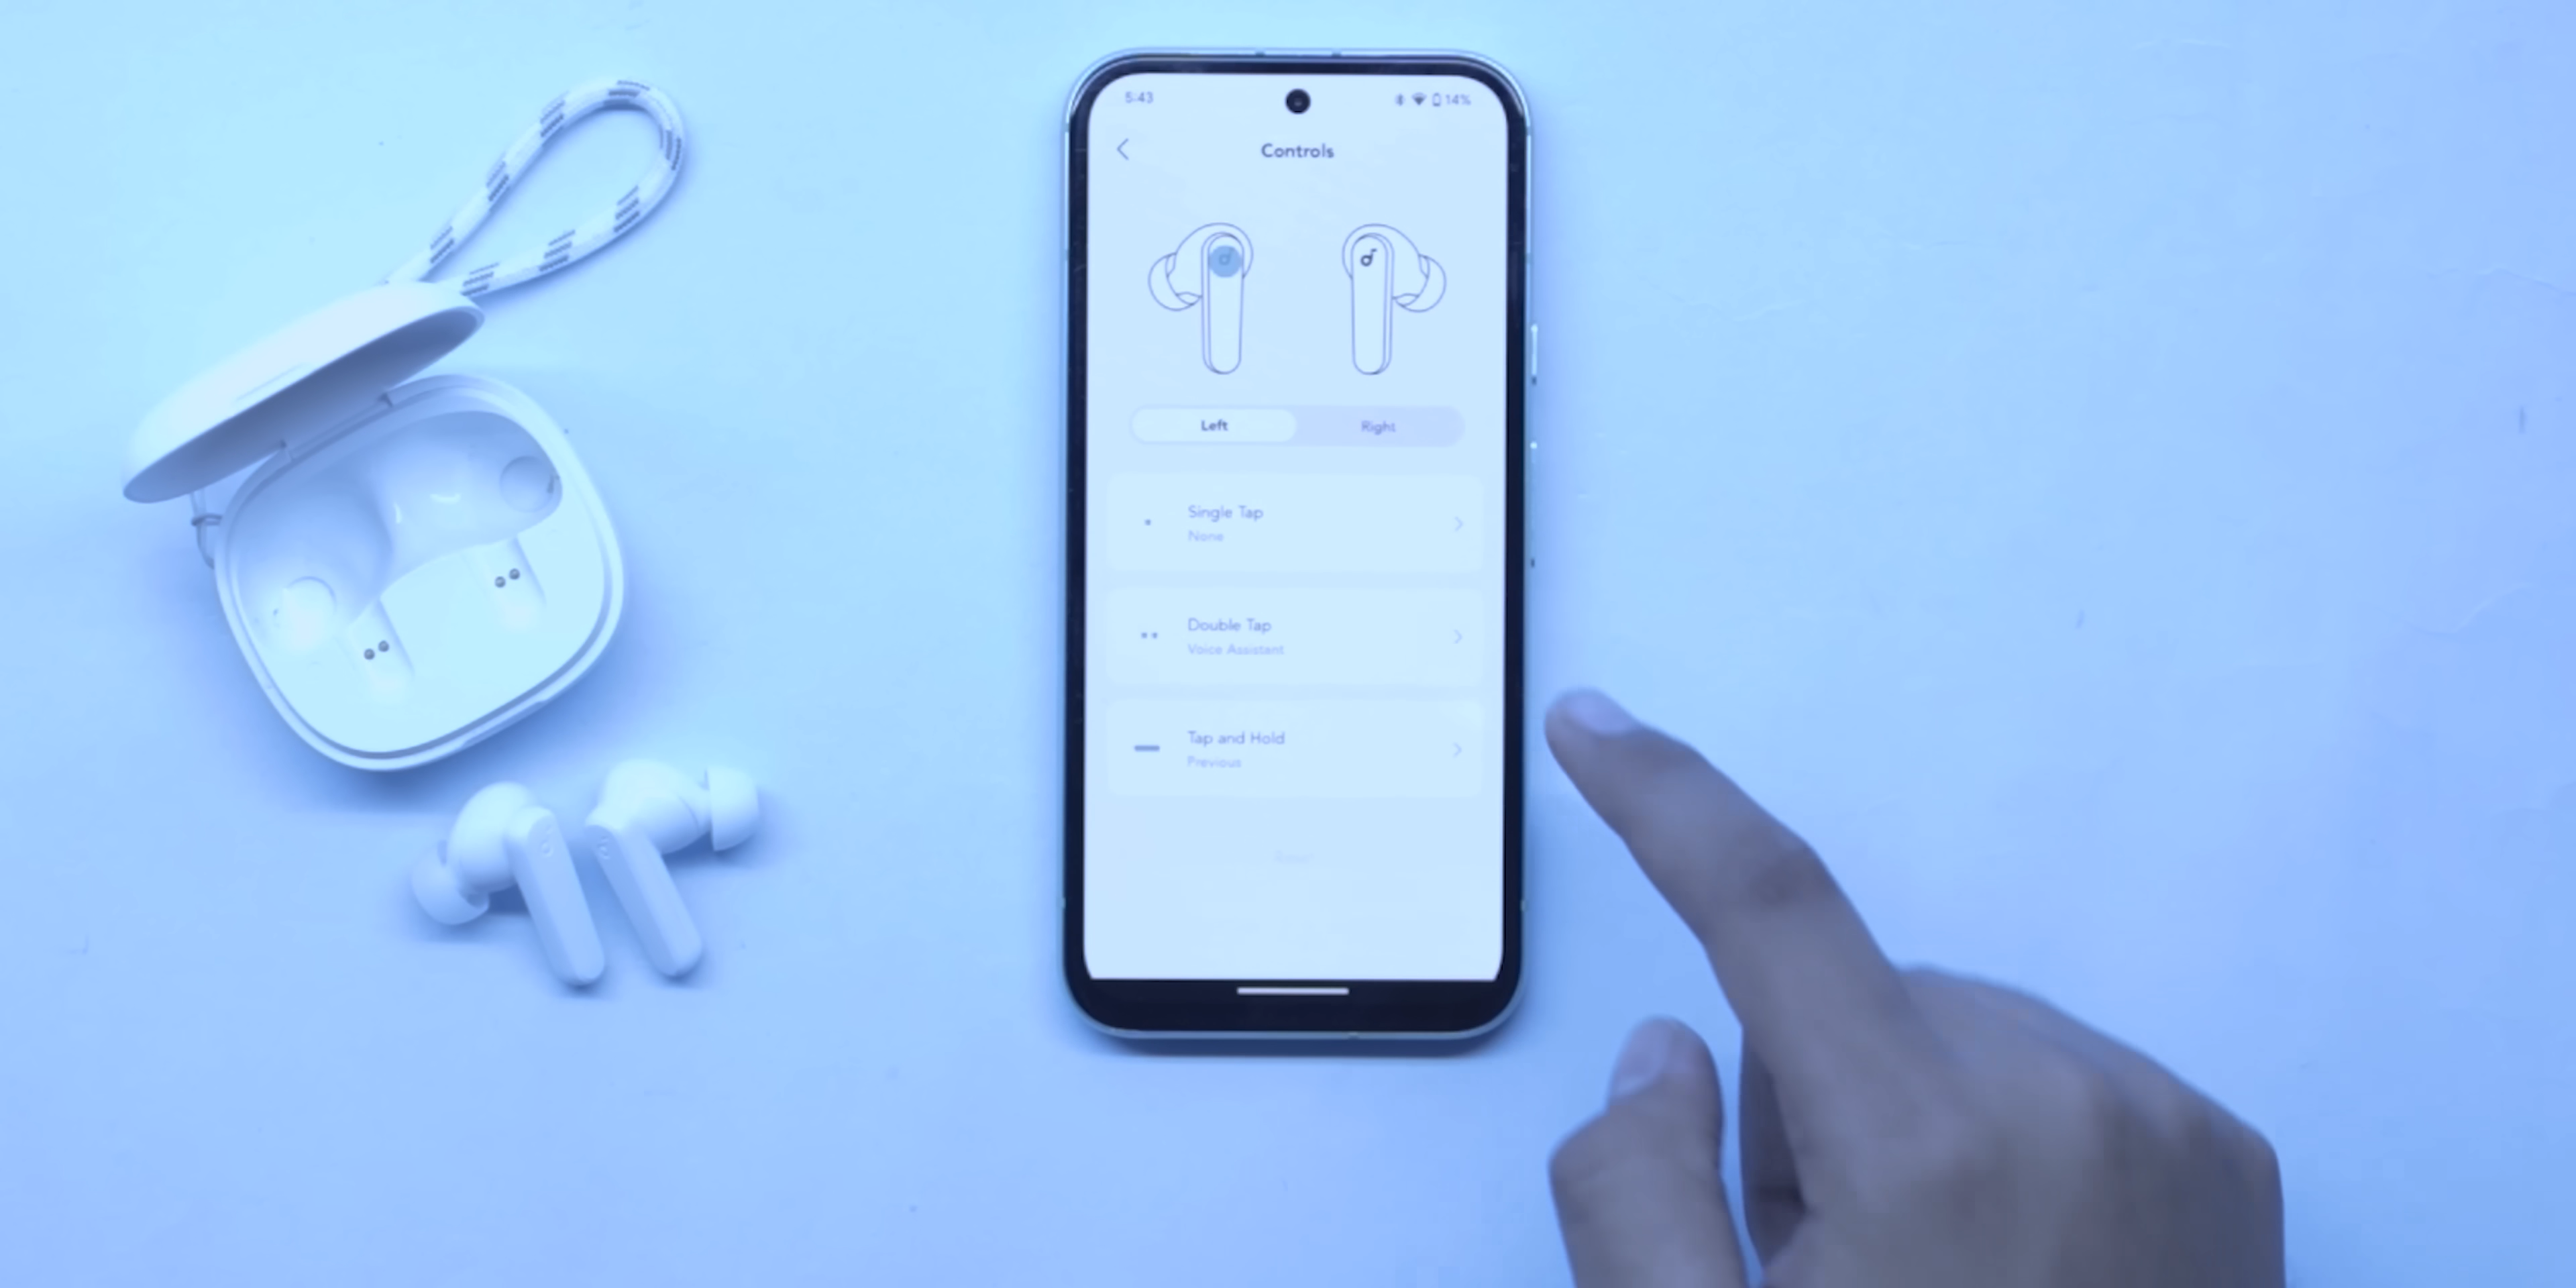 5:43
14%
Controls
Left
Right
Single Tap
None
Double Tap
Voice Assistant
Tap and Hold
Previous